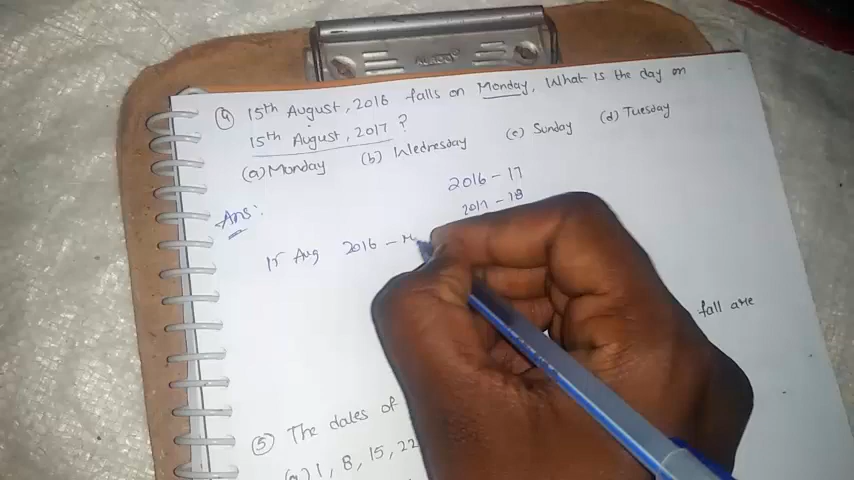 ④ 15th August, 2016 falls on Monday, What is the day on
15th August, 2017 ?
(a) Monday (b) Wednesday (c) Sunday (d) Tuesday
Ans:
2016 - 17
2017 - 18
15 Aug 2016 - M
fall are
⑤ The dates of
(a) 1, 8, 15, 22